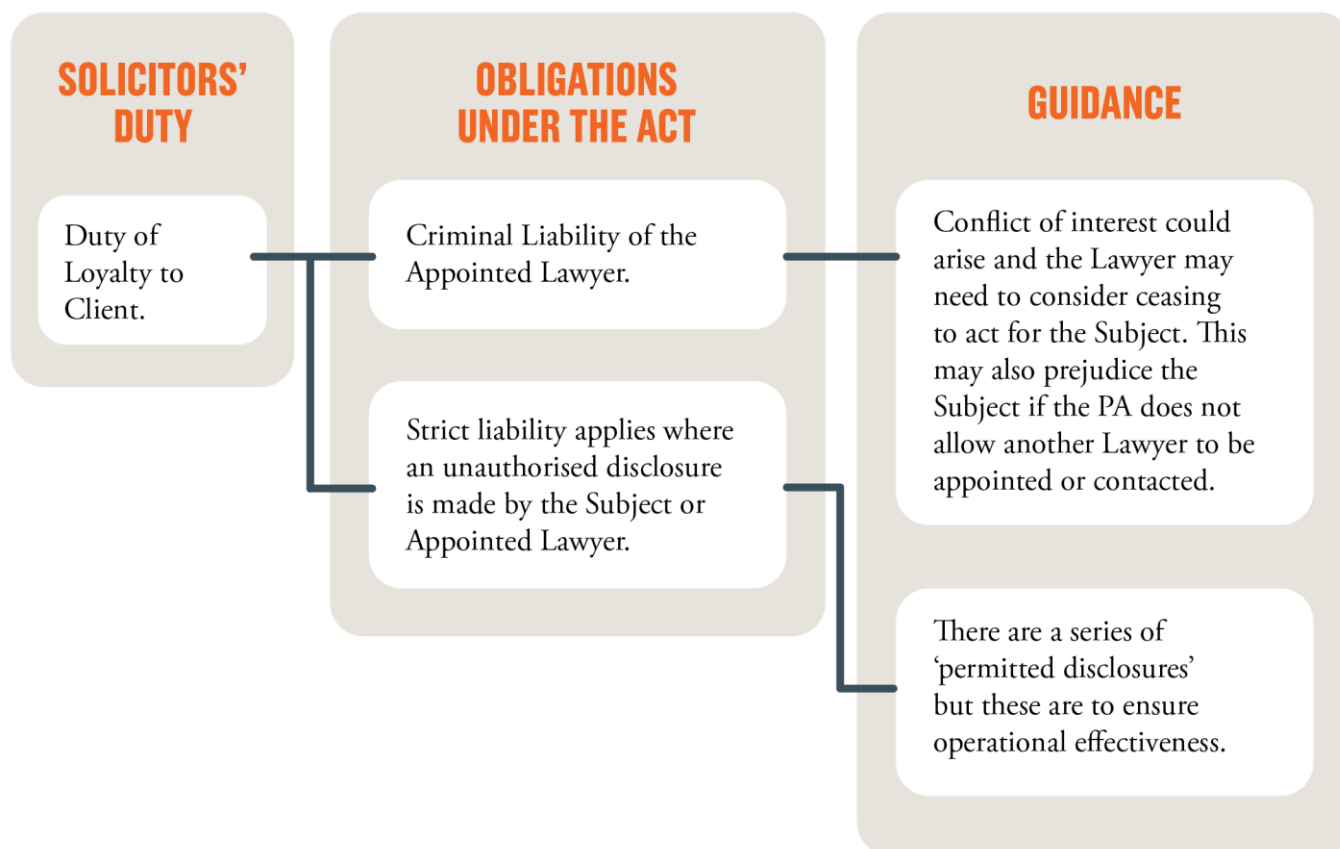 SOLICITORS’
DUTY
Duty of
Loyalty to
Client.
OBLIGATIONS
UNDER THE ACT
Criminal Liability of the
Appointed Lawyer.
Strict liability applies where
an unauthorised disclosure
is made by the Subject or
Appointed Lawyer.
GUIDANCE
Conflict of interest could
arise and the Lawyer may
need to consider ceasing
to act for the Subject. This
may also prejudice the
Subject if the PA does not
allow another Lawyer to be
appointed or contacted.
There are a series of
‘permitted disclosures’
but these are to ensure
operational effectiveness.